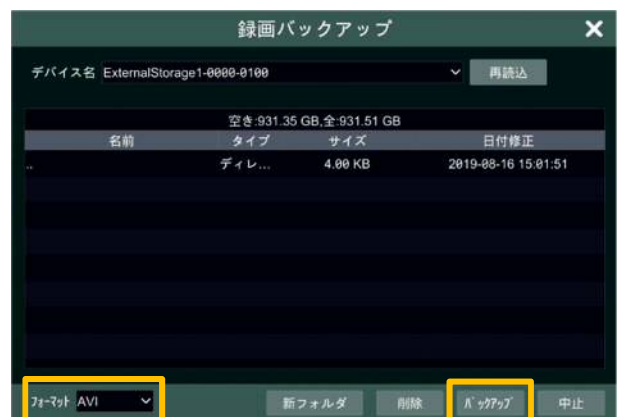 録画バックアップ
デバイス名 ExternalStorage1-0000-0100 再読込
空き:931.35 GB,全:931.51 GB
名前 タイプ サイズ 日付修正
.. ディレ... 4.00 KB 2019-08-16 15:01:51
ﾌｫｰﾏｯﾄ AVI 新フォルダ 削除 ﾊﾞｯｸｱｯﾌﾟ 中止